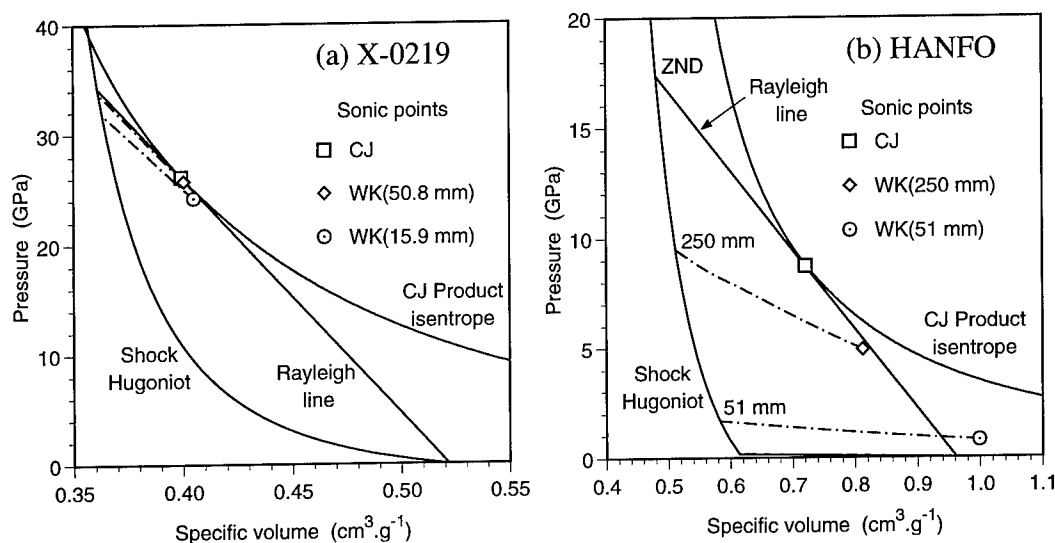 (a) X-0219
Sonic points
CJ
WK(50.8 mm)
WK(15.9 mm)
CJ Product
isentrope
Shock
Hugoniot
Rayleigh
line
Pressure (GPa)
40
30
20
10
0
0.35
0.40
0.45
0.50
0.55
Specific volume (cm³.g⁻¹)
(b) HANFO
ZND
Rayleigh
line
Sonic points
CJ
WK(250 mm)
WK(51 mm)
250 mm
CJ Product
isentrope
Shock
Hugoniot
51 mm
Pressure (GPa)
20
15
10
5
0
0.4
0.5
0.6
0.7
0.8
0.9
1.0
1.1
Specific volume (cm³.g⁻¹)